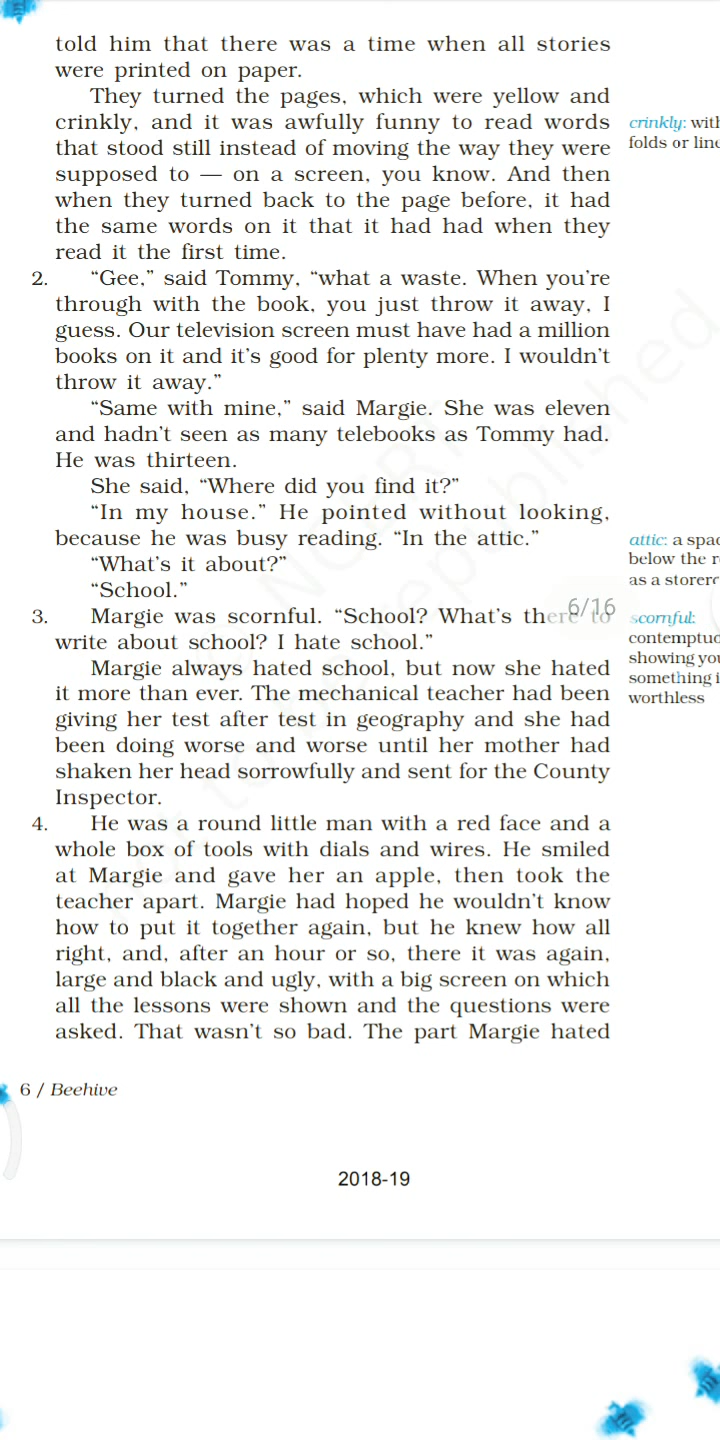 told him that there was a time when all stories
were printed on paper.
They turned the pages, which were yellow and
crinkly, and it was awfully funny to read words
that stood still instead of moving the way they were
supposed to — on a screen, you know. And then
when they turned back to the page before, it had
the same words on it that it had had when they
read it the first time.
crinkly: with
folds or line
2. “Gee,” said Tommy, “what a waste. When you’re
through with the book, you just throw it away, I
guess. Our television screen must have had a million
books on it and it’s good for plenty more. I wouldn’t
throw it away.”
“Same with mine,” said Margie. She was eleven
and hadn’t seen as many telebooks as Tommy had.
He was thirteen.
She said, “Where did you find it?”
“In my house.” He pointed without looking,
because he was busy reading. “In the attic.”
“What’s it about?”
“School.”
attic: a spac
below the r
as a storero
3. Margie was scornful. “School? What’s there to
write about school? I hate school.”
6/16
Margie always hated school, but now she hated
it more than ever. The mechanical teacher had been
giving her test after test in geography and she had
been doing worse and worse until her mother had
shaken her head sorrowfully and sent for the County
Inspector.
scornful:
contemptuo
showing you
something i
worthless
4. He was a round little man with a red face and a
whole box of tools with dials and wires. He smiled
at Margie and gave her an apple, then took the
teacher apart. Margie had hoped he wouldn’t know
how to put it together again, but he knew how all
right, and, after an hour or so, there it was again,
large and black and ugly, with a big screen on which
all the lessons were shown and the questions were
asked. That wasn’t so bad. The part Margie hated
6 / Beehive
2018-19